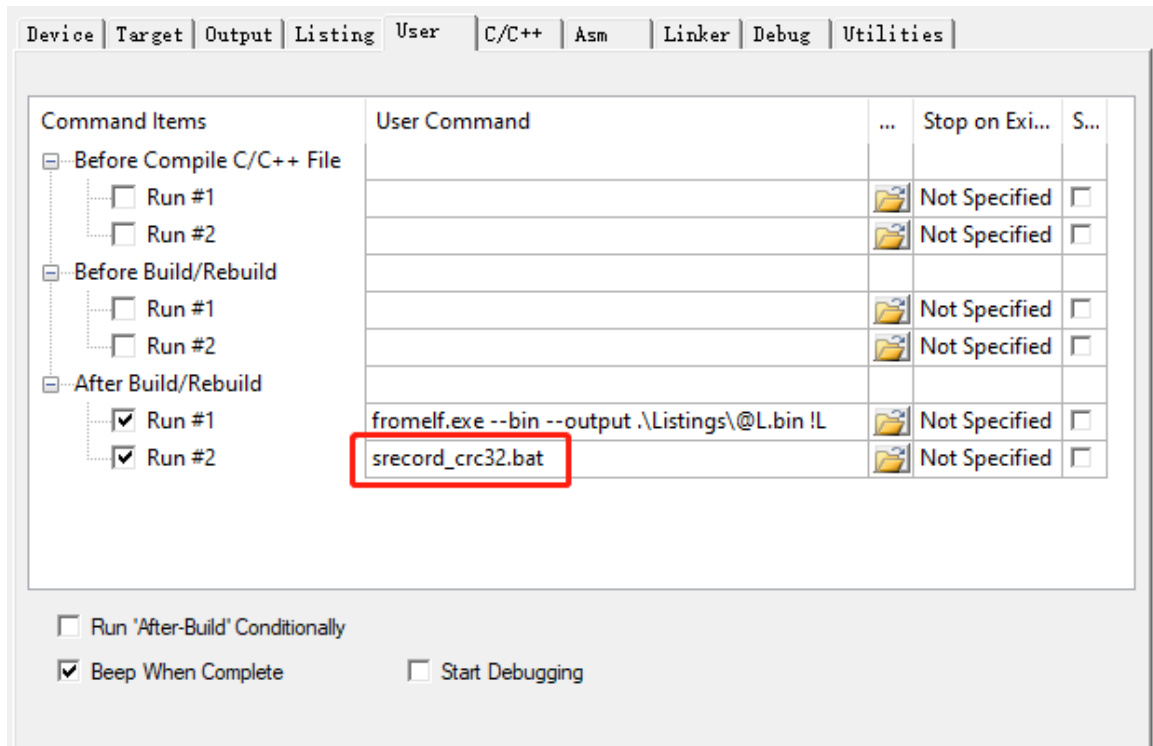 Device Target Output Listing User C/C++ Asm Linker Debug Utilities
Command Items User Command ... Stop on Exi... S...
Before Compile C/C++ File
Run #1 Not Specified
Run #2 Not Specified
Before Build/Rebuild
Run #1 Not Specified
Run #2 Not Specified
After Build/Rebuild
Run #1 fromelf.exe --bin --output .\Listings\@L.bin !L Not Specified
Run #2 srecord_crc32.bat Not Specified
Run 'After-Build' Conditionally
Beep When Complete Start Debugging